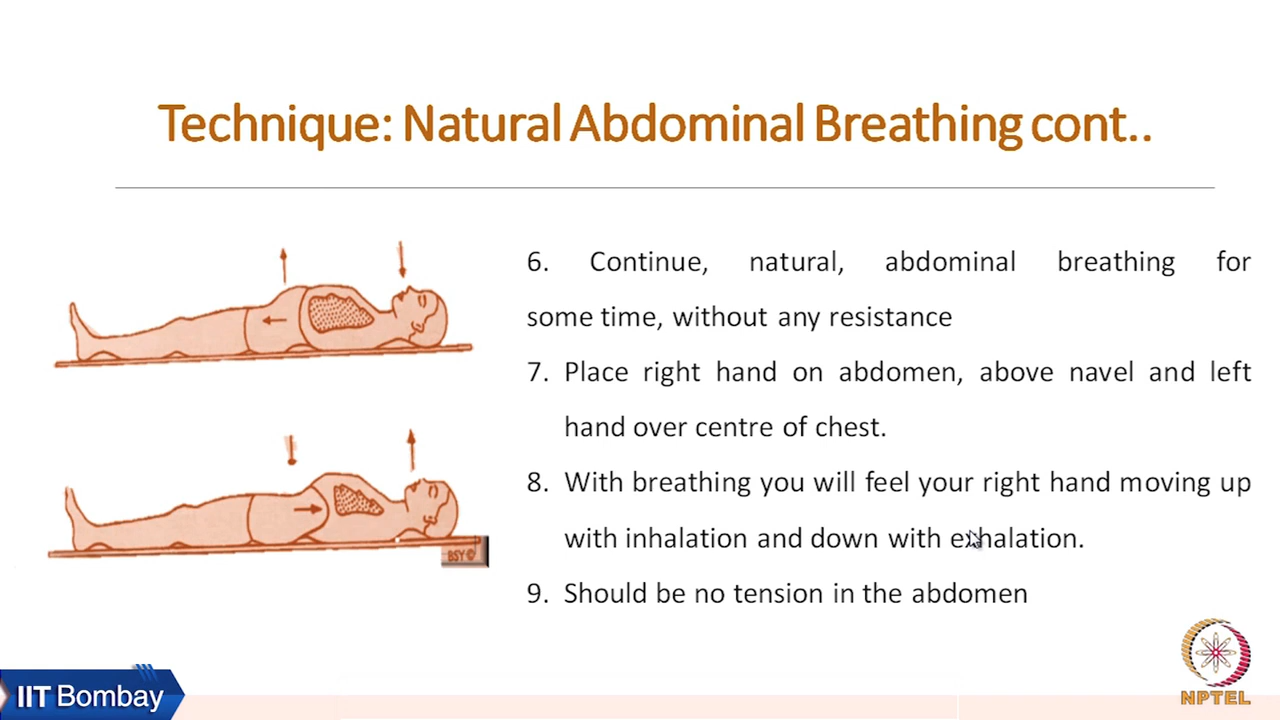 Technique: Natural Abdominal Breathing cont..
6. Continue, natural, abdominal breathing for
some time, without any resistance
7. Place right hand on abdomen, above navel and left
hand over centre of chest.
8. With breathing you will feel your right hand moving up
with inhalation and down with exhalation.
9. Should be no tension in the abdomen
BSY ©
IIT Bombay
NPTEL